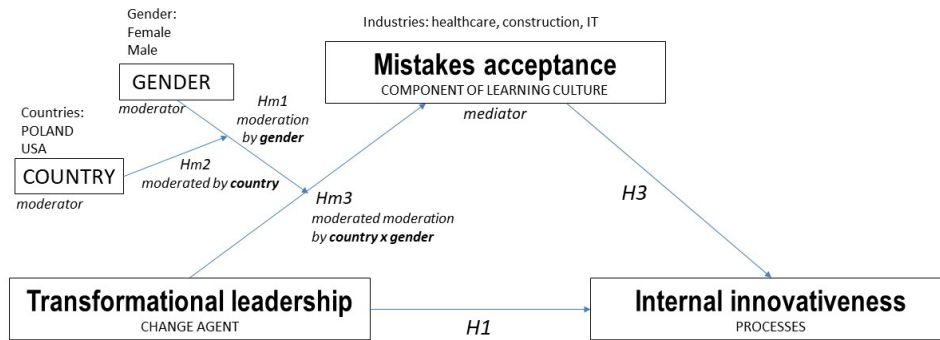 Gender:
Female
Male
Industries: healthcare, construction, IT
GENDER
moderator
Mistakes acceptance
COMPONENT OF LEARNING CULTURE
mediator
Hm1
moderation
by gender
Countries:
POLAND
USA
COUNTRY
moderator
Hm2
moderated by country
Hm3
moderated moderation
by country x gender
H3
Transformational leadership
CHANGE AGENT
H1
Internal innovativeness
PROCESSES